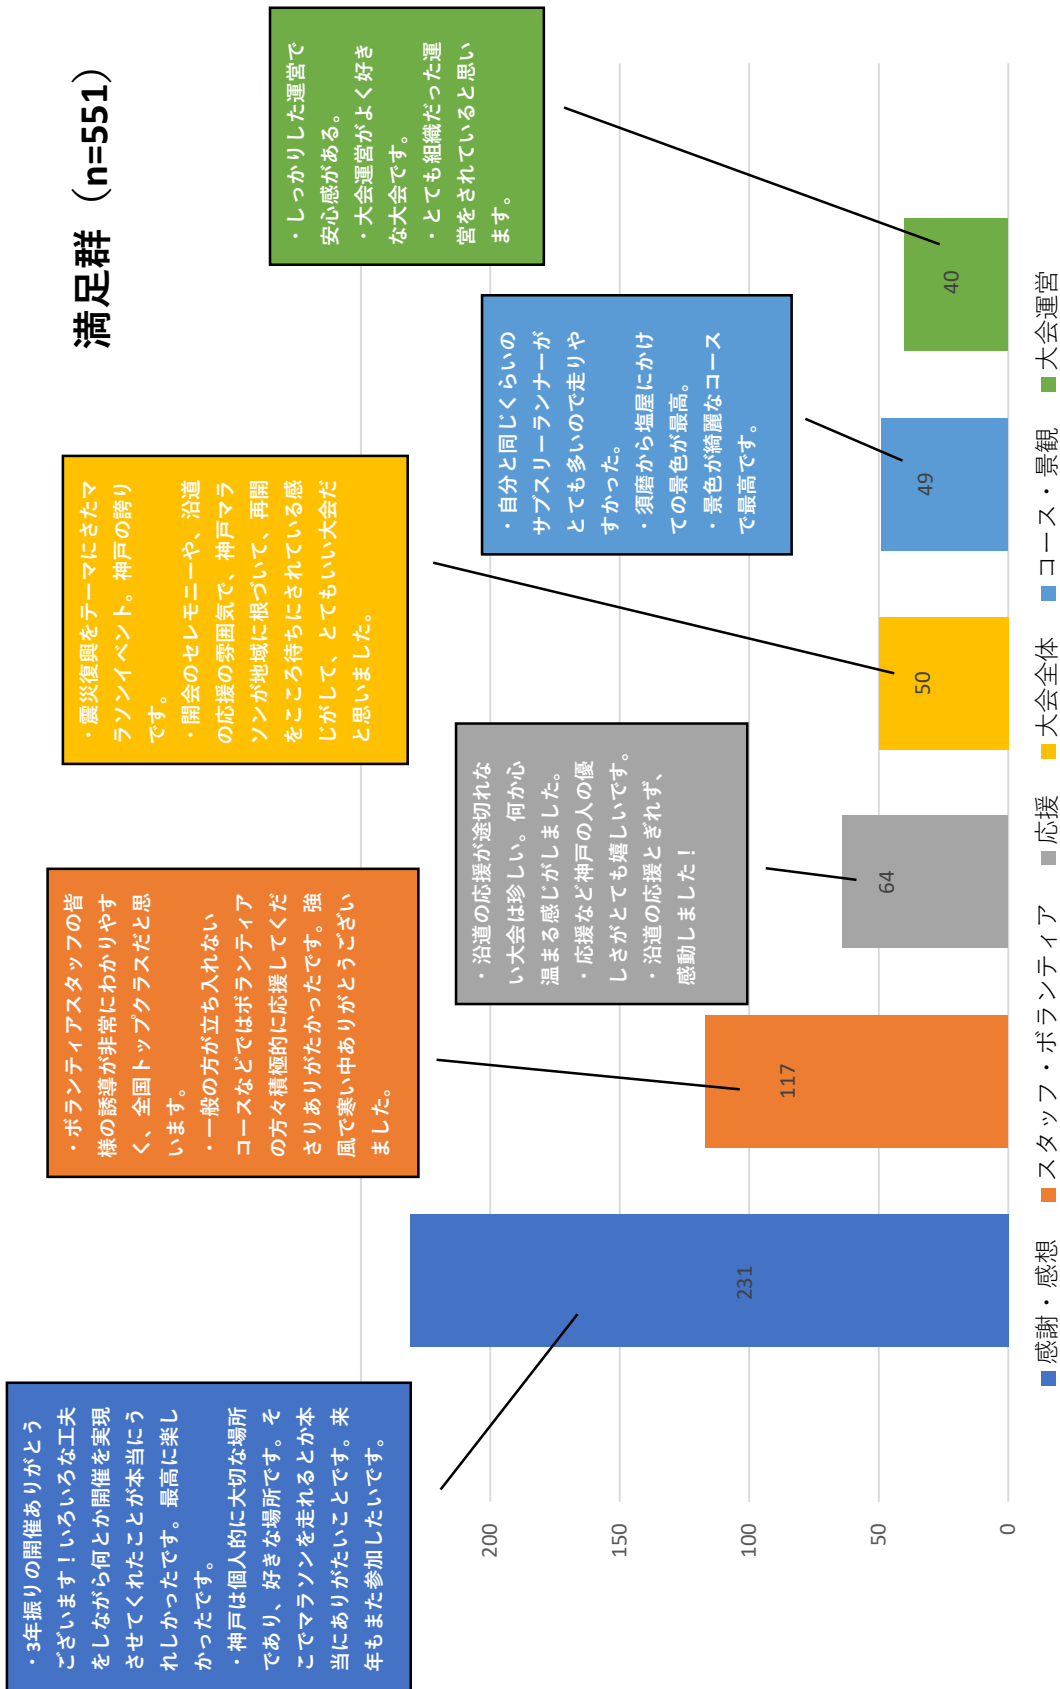 満足群（n=551）
・3年振りの開催ありがとう
ございます！いろいろな工夫
をしながら何とか開催を実現
させてくれたことが本当にう
れしかったです。最高に楽し
かったです。
・神戸は個人的に大切な場所
であり、好きな場所です。そ
こでマラソンを走れるとか本
当にありがたいことです。来
年もまた参加したいです。
・ボランティアスタッフの皆
様の誘導が非常にわかりやす
く、全国トップクラスだと思
います。
・一般の方が立ち入れない
コースなどではボランティア
の方々積極的に応援してくだ
さりありがたかったです。強
風で寒い中ありがとうござい
ました。
・沿道の応援が途切れな
い大会は珍しい。何か心
温まる感じがしました。
・応援など神戸の人の優
しさがとても嬉しいです。
・沿道の応援とぎれず、
感動しました！
・震災復興をテーマにさたマ
ラソンイベント。神戸の誇り
です。
・開会のセレモニーや、沿道
の応援の雰囲気で、神戸マラ
ソンが地域に根づいて、再開
をこころ待ちにされている感
じがして、とてもいい大会だ
と思いました。
・自分と同じくらいの
サブスリーランナーが
とても多いので走りや
すかった。
・須磨から塩屋にかけ
ての景色が最高。
・景色が綺麗なコース
で最高です。
・しっかりした運営で
安心感がある。
・大会運営がよく好き
な大会です。
・とても組織だった運
営をされていると思い
ます。
200
150
100
50
0
231
117
64
50
49
40
感謝・感想
スタッフ・ボランティア
応援
大会全体
コース・景観
大会運営